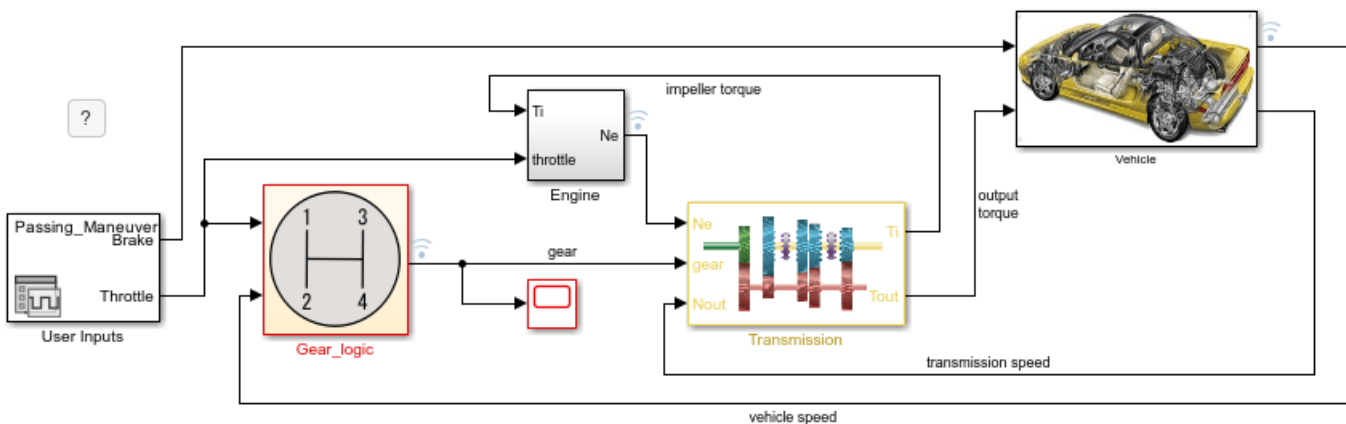 impeller torque
?
Ti
Ne
throttle
Engine
Vehicle
output
torque
Passing_Maneuver
Brake
Throttle
User Inputs
1 3
2 4
Gear_logic
gear
Ne
gear
Nout
Ti
Tout
Transmission
transmission speed
vehicle speed